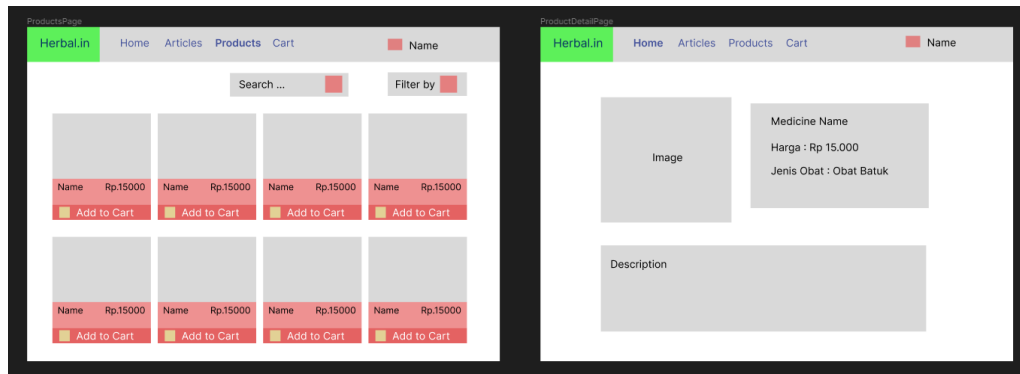 ProductsPage
Herbal.in Home Articles Products Cart Name
Search ... Filter by
Name Rp.15000 Name Rp.15000 Name Rp.15000 Name Rp.15000
Add to Cart Add to Cart Add to Cart Add to Cart
Name Rp.15000 Name Rp.15000 Name Rp.15000 Name Rp.15000
Add to Cart Add to Cart Add to Cart Add to Cart
ProductDetailPage
Herbal.in Home Articles Products Cart Name
Image
Medicine Name
Harga : Rp 15.000
Jenis Obat : Obat Batuk
Description